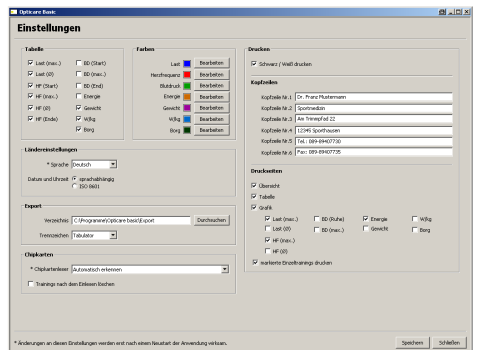 Opticare Basic
Einstellungen
Tabelle
Last (max.) BD (Start)
Last (Ø) BD (max.)
HF (Start) BD (End)
HF (max.) Energie
HF (Ø) Gewicht
HF (Ende) W/kg
Borg
Farben
Last Bearbeiten
Herzfrequenz Bearbeiten
Blutdruck Bearbeiten
Energie Bearbeiten
Gewicht Bearbeiten
W/kg Bearbeiten
Borg Bearbeiten
Ländereinstellungen
* Sprache Deutsch
Datum und Uhrzeit sprachabhängig
ISO 8601
Export
Verzeichnis C:\Programme\Opticare basic\Export Durchsuchen
Trennzeichen Tabulator
Chipkarten
* Chipkartenleser Automatisch erkennen
Trainings nach dem Einlesen löschen
Drucken
Schwarz / Weiß drucken
Kopfzeilen
Kopfzeile Nr.1 Dr. Franz Mustermann
Kopfzeile Nr.2 Sportmedizin
Kopfzeile Nr.3 Am Trimmpfad 22
Kopfzeile Nr.4 12345 Sporthausen
Kopfzeile Nr.5 Tel.: 089-89407730
Kopfzeile Nr.6 Fax: 089-89407735
Druckseiten
Übersicht
Tabelle
Grafik
Last (max.) BD (Ruhe) Energie W/kg
Last (Ø) BD (max.) Gewicht Borg
HF (max.)
HF (Ø)
markierte Einzeltrainings drucken
* Änderungen an diesen Einstellungen werden erst nach einem Neustart der Anwendung wirksam.
Speichern Schließen